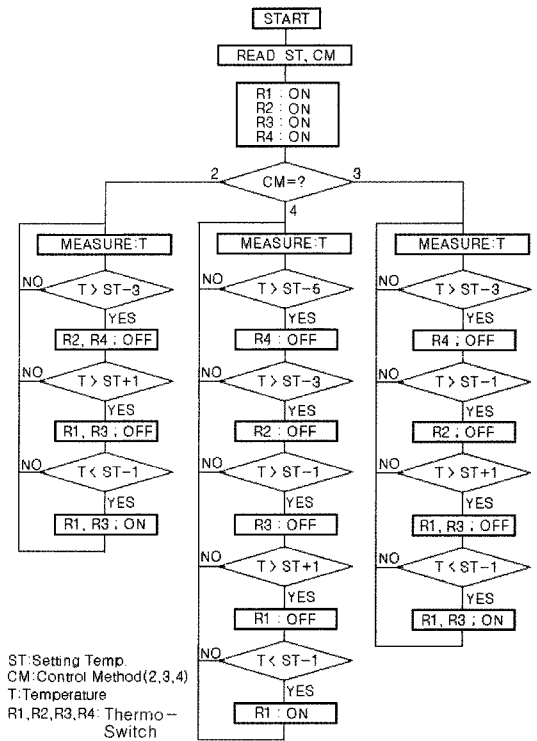 START
READ ST, CM
R1 : ON
R2 : ON
R3 : ON
R4 : ON
2
CM=?
3
4
MEASURE:T
NO
T > ST-3
YES
R2, R4 ; OFF
NO
T > ST+1
YES
R1, R3 ; OFF
NO
T < ST-1
YES
R1, R3 ; ON
MEASURE:T
NO
T > ST-5
YES
R4 : OFF
NO
T > ST-3
YES
R2 : OFF
NO
T > ST-1
YES
R3 : OFF
NO
T > ST+1
YES
R1 : OFF
NO
T < ST-1
YES
R1 : ON
MEASURE:T
NO
T > ST-3
YES
R4 ; OFF
NO
T > ST-1
YES
R2 ; OFF
NO
T > ST+1
YES
R1, R3 ; OFF
NO
T < ST-1
YES
R1, R3 ; ON
ST:Setting Temp.
CM:Control Method(2,3,4)
T:Temperature
R1,R2,R3,R4: Thermo-
Switch